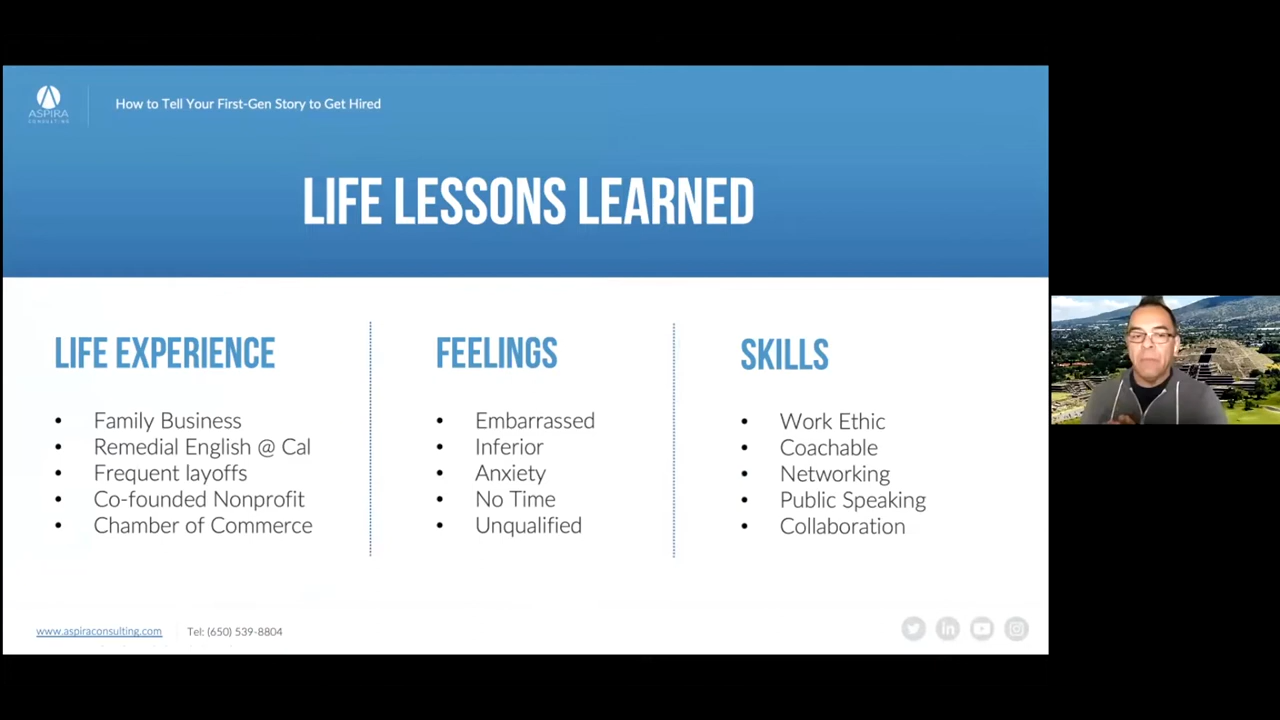 ASPIRA
CONSULTING
How to Tell Your First-Gen Story to Get Hired
LIFE LESSONS LEARNED
LIFE EXPERIENCE
• Family Business
• Remedial English @ Cal
• Frequent layoffs
• Co-founded Nonprofit
• Chamber of Commerce
FEELINGS
• Embarrassed
• Inferior
• Anxiety
• No Time
• Unqualified
SKILLS
• Work Ethic
• Coachable
• Networking
• Public Speaking
• Collaboration
www.aspiraconsulting.com
Tel: (650) 539-8804
in